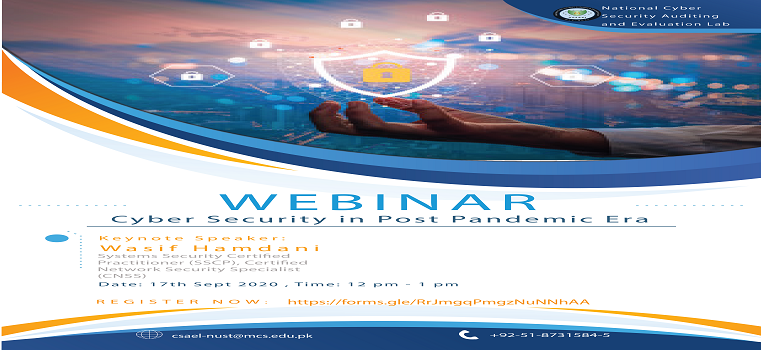 National Cyber
Security Auditing
and Evaluation Lab
WEBINAR
Cyber Security in Post Pandemic Era
Keynote Speaker:
Wasif Hamdani
Systems Security Certified
Practitioner (SSCP), Certified
Network Security Specialist
(CNSS)
Date: 17th Sept 2020 , Time: 12 pm - 1 pm
REGISTER NOW: https://forms.gle/RrJmgqPmgzNuNNhAA
csael-nust@mcs.edu.pk
+92-51-8731584-5